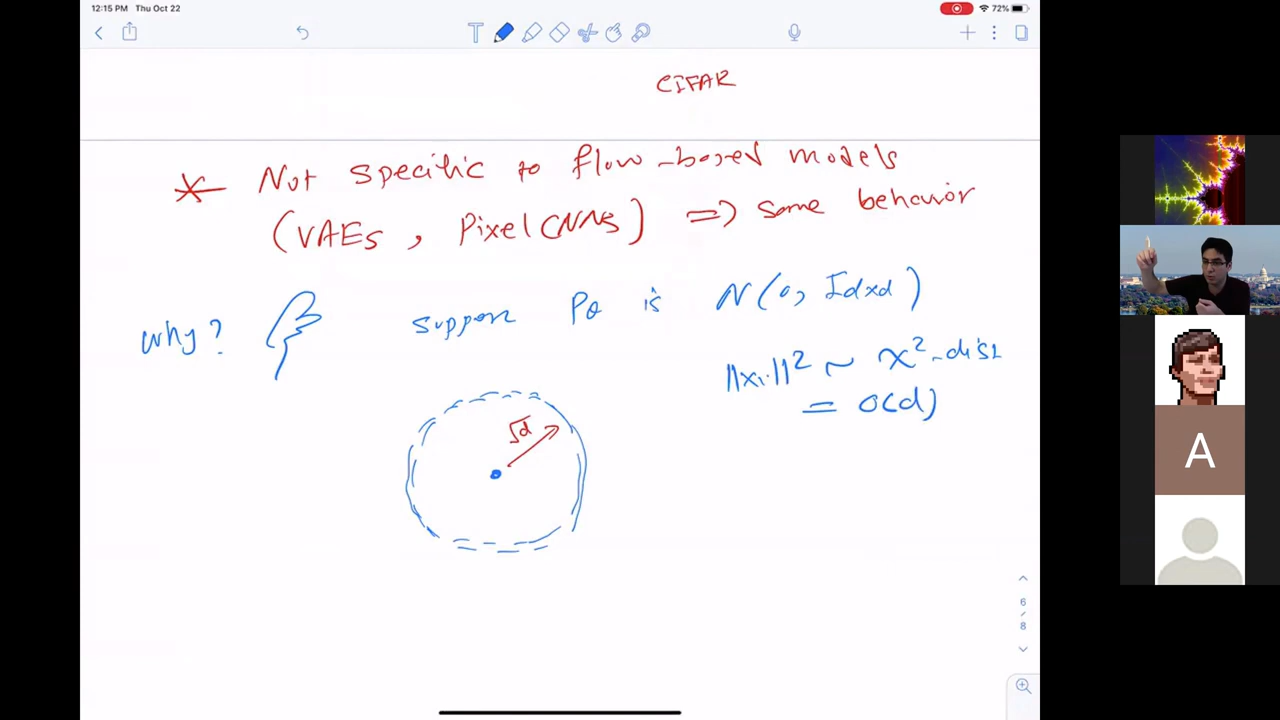 12:15 PM Thu Oct 22
72%
CIFAR
* Not specific to flow-based models
(VAEs, PixelCNNs) => same behavior
why?
suppose Pθ is N(0, Idxd)
||xi||² ~ χ²-dist
= O(d)
√d
6
/
8
A